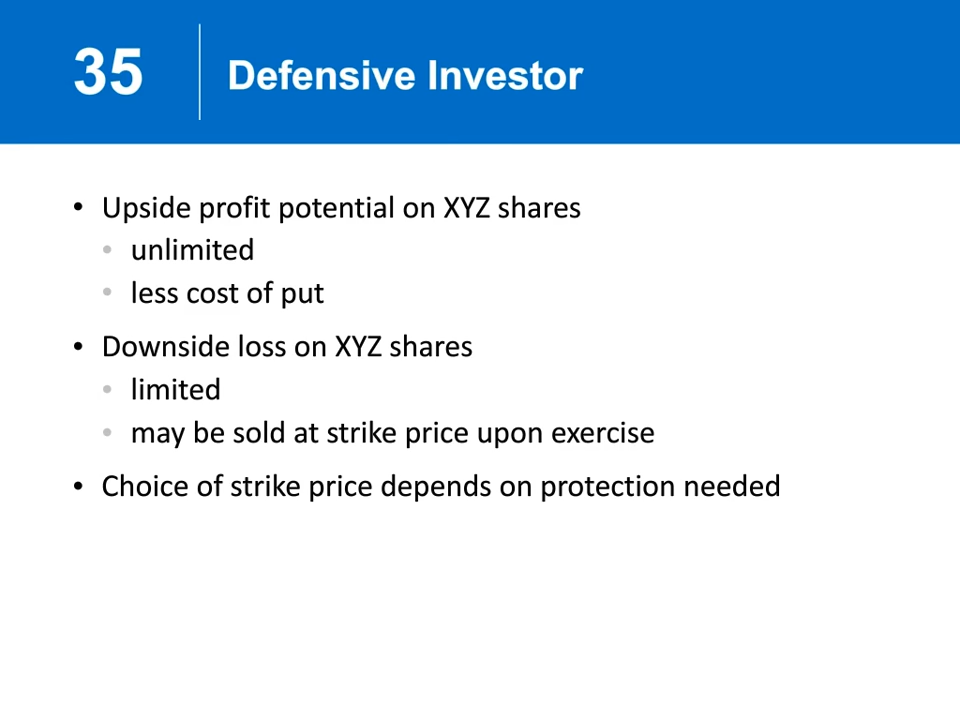 35
Defensive Investor
• Upside profit potential on XYZ shares
• unlimited
• less cost of put
• Downside loss on XYZ shares
• limited
• may be sold at strike price upon exercise
• Choice of strike price depends on protection needed